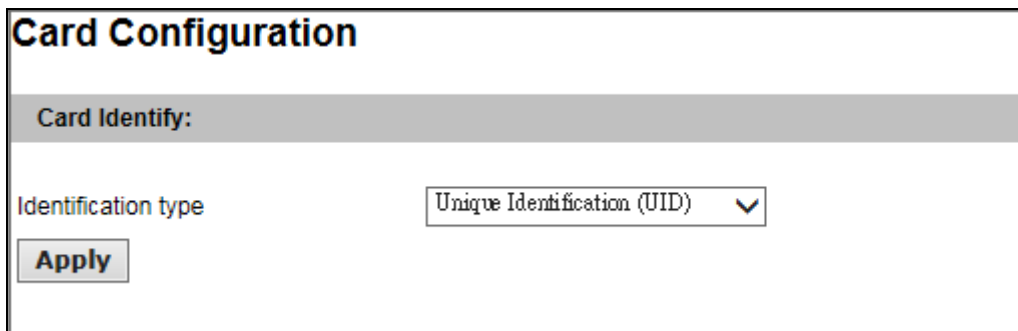 Card Configuration
Card Identify:
Identification type Unique Identification (UID)
Apply